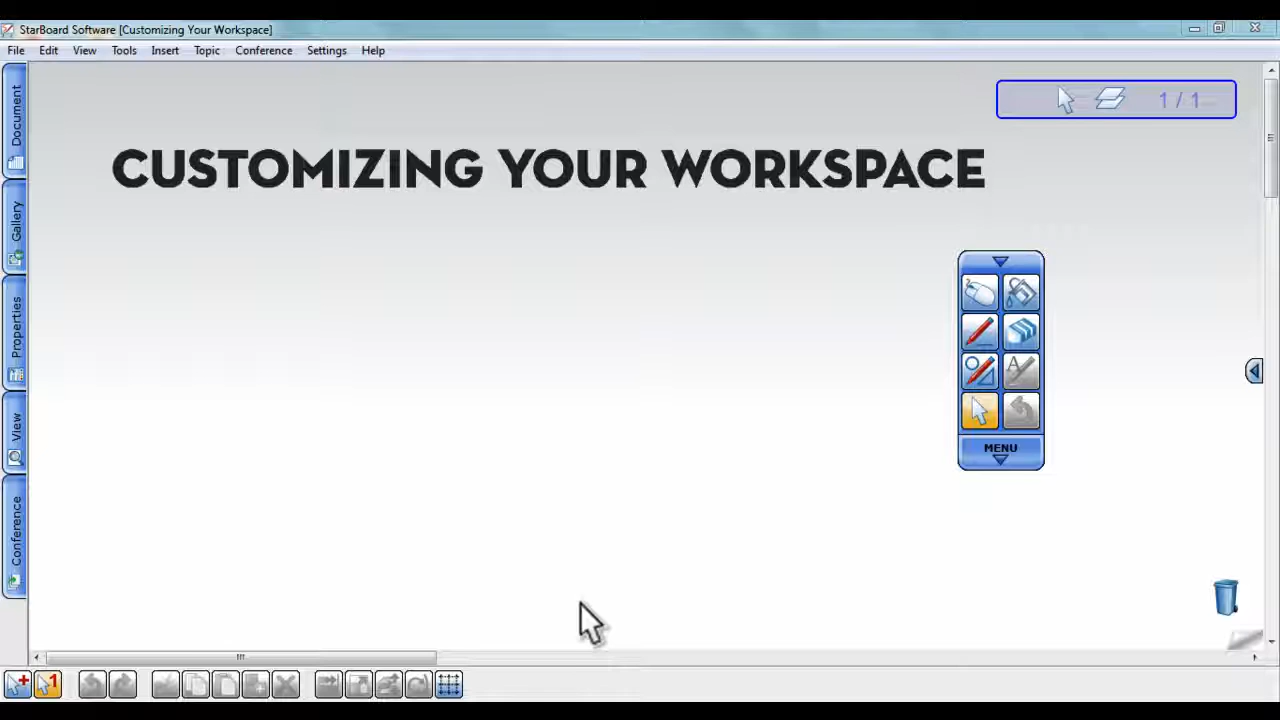 StarBoard Software [Customizing Your Workspace]
File Edit View Tools Insert Topic Conference Settings Help
Document
Gallery
Properties
View
Conference
1 / 1
CUSTOMIZING YOUR WORKSPACE
A
MENU
1